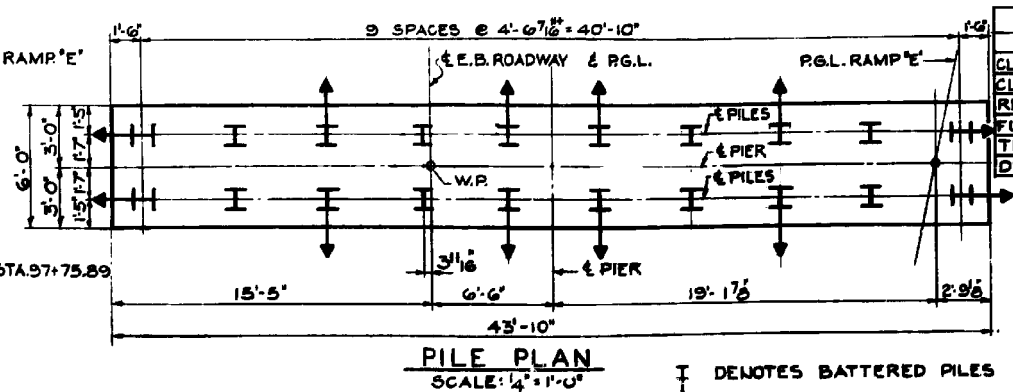 1'-6" 9 SPACES @ 4'-6 7/16"± = 40'-10" 1'-6"
RAMP "E"
℄ E.B. ROADWAY & P.G.L. P.G.L. RAMP "E"
6'-0" 3'-0" 3'-0" 1'-5" 1'-7" 1'-7" 1'-5"
℄ PILES
℄ PIER
℄ PILES
W.P.
3 11/16"
℄ PIER
STA. 97+75.89
15'-5" 6'-6" 19'-1 7/8" 2'-9 1/8"
43'-10"
PILE PLAN
SCALE: 1/4" = 1'-0"
DENOTES BATTERED PILES
CL
CL
T
D